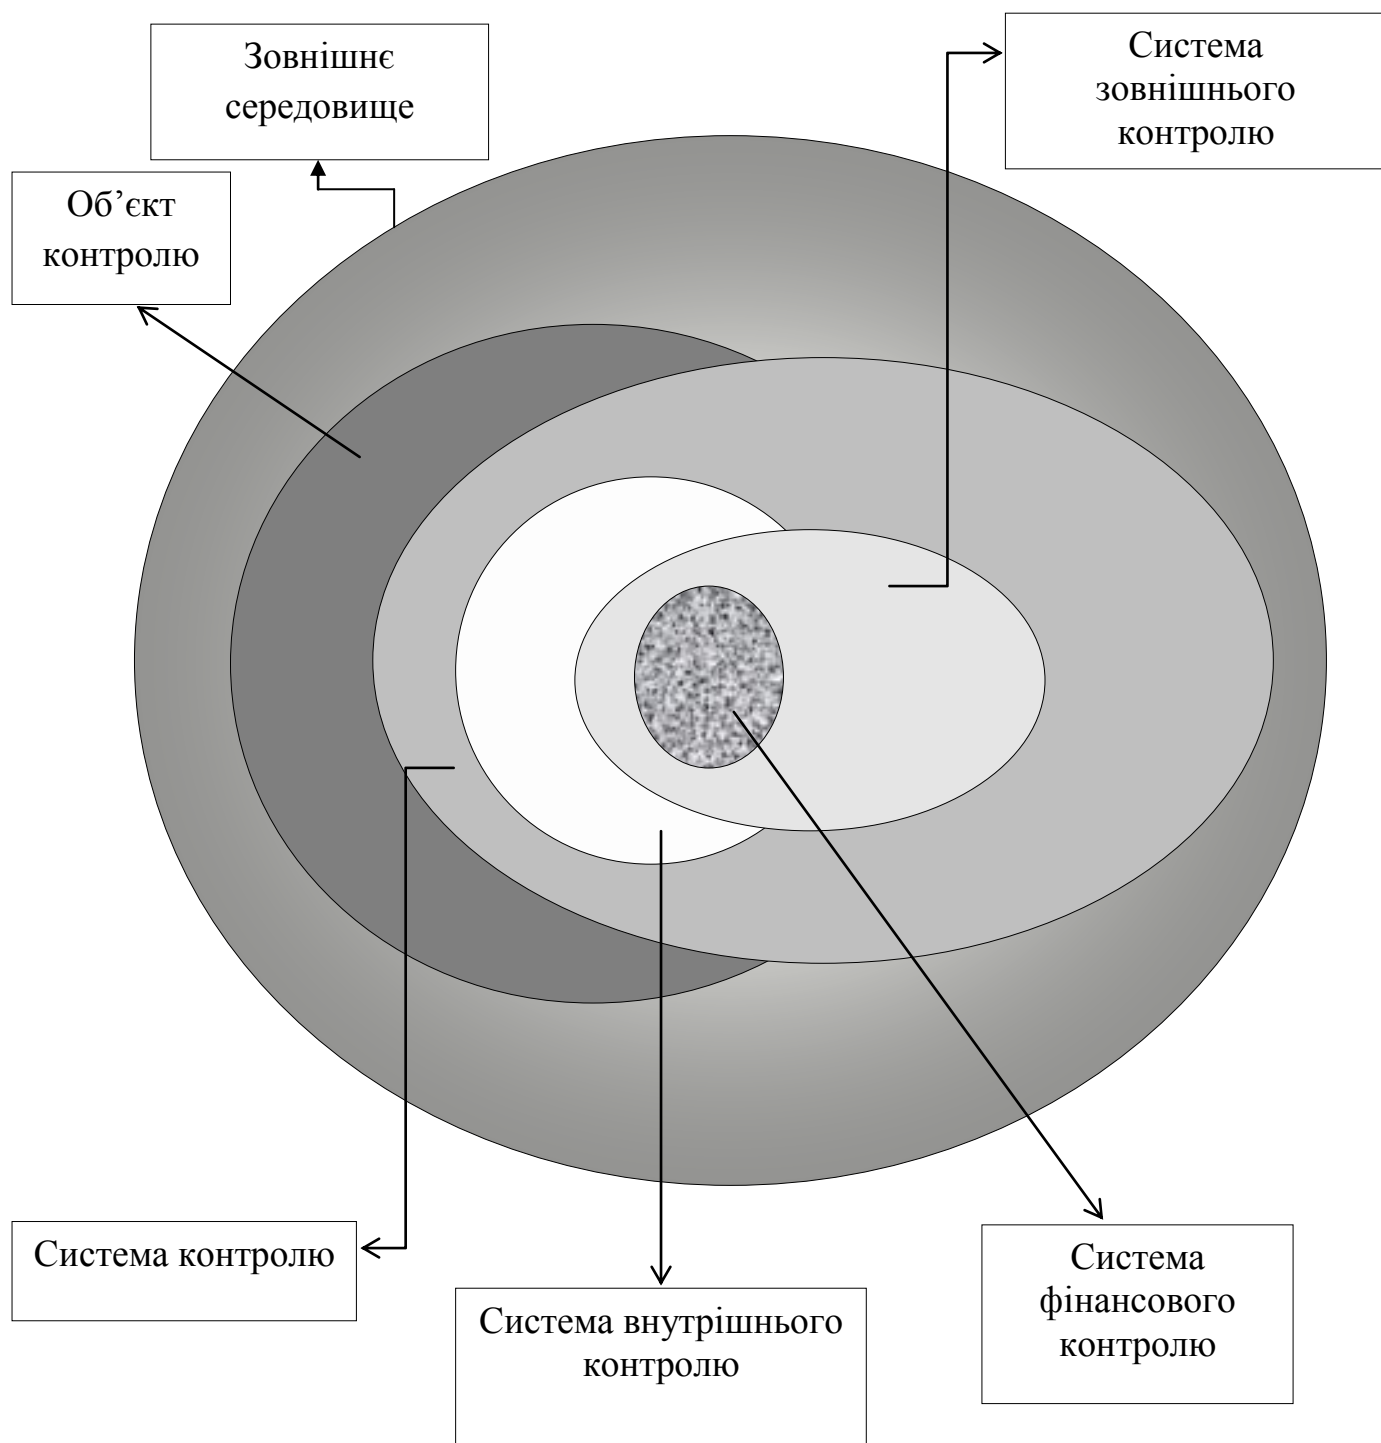 Зовнішнє
середовище
Система
зовнішнього
контролю
Об’єкт
контролю
Система контролю
Система внутрішнього
контролю
Система
фінансового
контролю